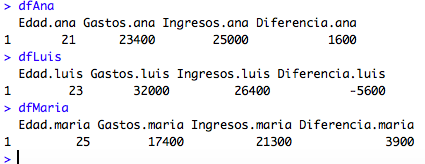 > dfAna
Edad.ana Gastos.ana Ingresos.ana Diferencia.ana
1 21 23400 25000 1600
> dfLuis
Edad.luis Gastos.luis Ingresos.luis Diferencia.luis
1 23 32000 26400 -5600
> dfMaria
Edad.maria Gastos.maria Ingresos.maria Diferencia.maria
1 25 17400 21300 3900
>